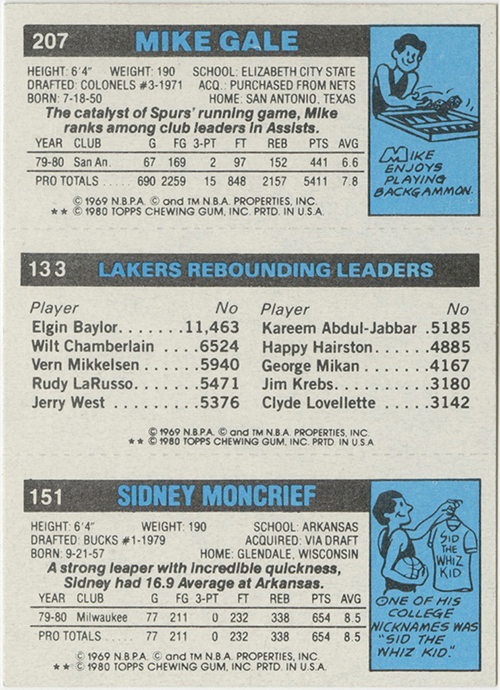 207 MIKE GALE
HEIGHT: 6'4" WEIGHT: 190 SCHOOL: ELIZABETH CITY STATE
DRAFTED: COLONELS #3-1971 ACQ.: PURCHASED FROM NETS
BORN: 7-18-50 HOME: SAN ANTONIO, TEXAS
The catalyst of Spurs' running game, Mike
ranks among club leaders in Assists.
YEAR CLUB G FG 3-PT FT REB PTS AVG
79-80 San An. 67 169 2 97 152 441 6.6
PRO TOTALS ..... 690 2259 15 848 2157 5411 7.8
© 1969 N.B.P.A. © and TM N.B.A. PROPERTIES, INC.
★★ © 1980 TOPPS CHEWING GUM, INC. PRTD. IN U.S.A.
MIKE
ENJOYS
PLAYING
BACKGAMMON.
133 LAKERS REBOUNDING LEADERS
Player No Player No
Elgin Baylor.......11,463 Kareem Abdul-Jabbar .5185
Wilt Chamberlain ....6524 Happy Hairston......4885
Vern Mikkelsen .....5940 George Mikan.......4167
Rudy LaRusso.......5471 Jim Krebs...........3180
Jerry West .........5376 Clyde Lovellette ....3142
© 1969 N.B.P.A. © and TM N.B.A. PROPERTIES, INC.
★★ © 1980 TOPPS CHEWING GUM, INC. PRTD. IN U.S.A.
151 SIDNEY MONCRIEF
HEIGHT: 6'4" WEIGHT: 190 SCHOOL: ARKANSAS
DRAFTED: BUCKS #1-1979 ACQUIRED: VIA DRAFT
BORN: 9-21-57 HOME: GLENDALE, WISCONSIN
A strong leaper with incredible quickness,
Sidney had 16.9 Average at Arkansas.
YEAR CLUB G FG 3-PT FT REB PTS AVG
79-80 Milwaukee 77 211 0 232 338 654 8.5
PRO TOTALS ..... 77 211 0 232 338 654 8.5
© 1969 N.B.P.A. © and TM N.B.A. PROPERTIES, INC.
★★ © 1980 TOPPS CHEWING GUM, INC. PRTD. IN U.S.A.
SID
THE
WHIZ
KID
ONE OF HIS
COLLEGE
NICKNAMES WAS
"SID THE
WHIZ KID."